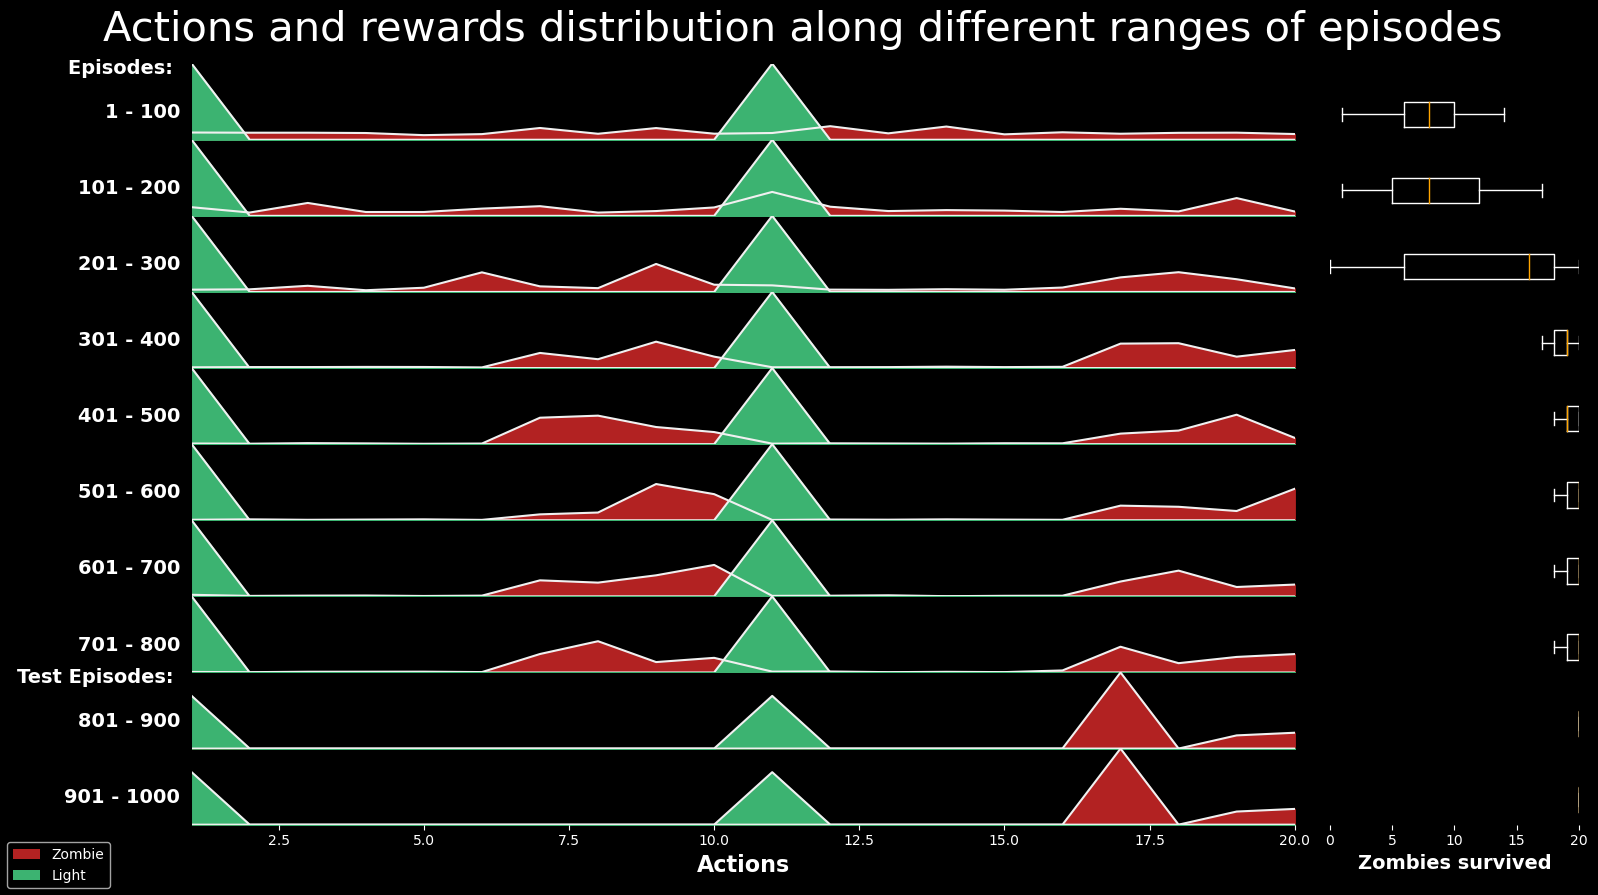 Actions and rewards distribution along different ranges of episodes
Episodes:
1 - 100
101 - 200
201 - 300
301 - 400
401 - 500
501 - 600
601 - 700
701 - 800
Test Episodes:
801 - 900
901 - 1000
2.5 5.0 7.5 10.0 12.5 15.0 17.5 20.0 0 5 10 15 20
Actions Zombies survived
Zombie
Light